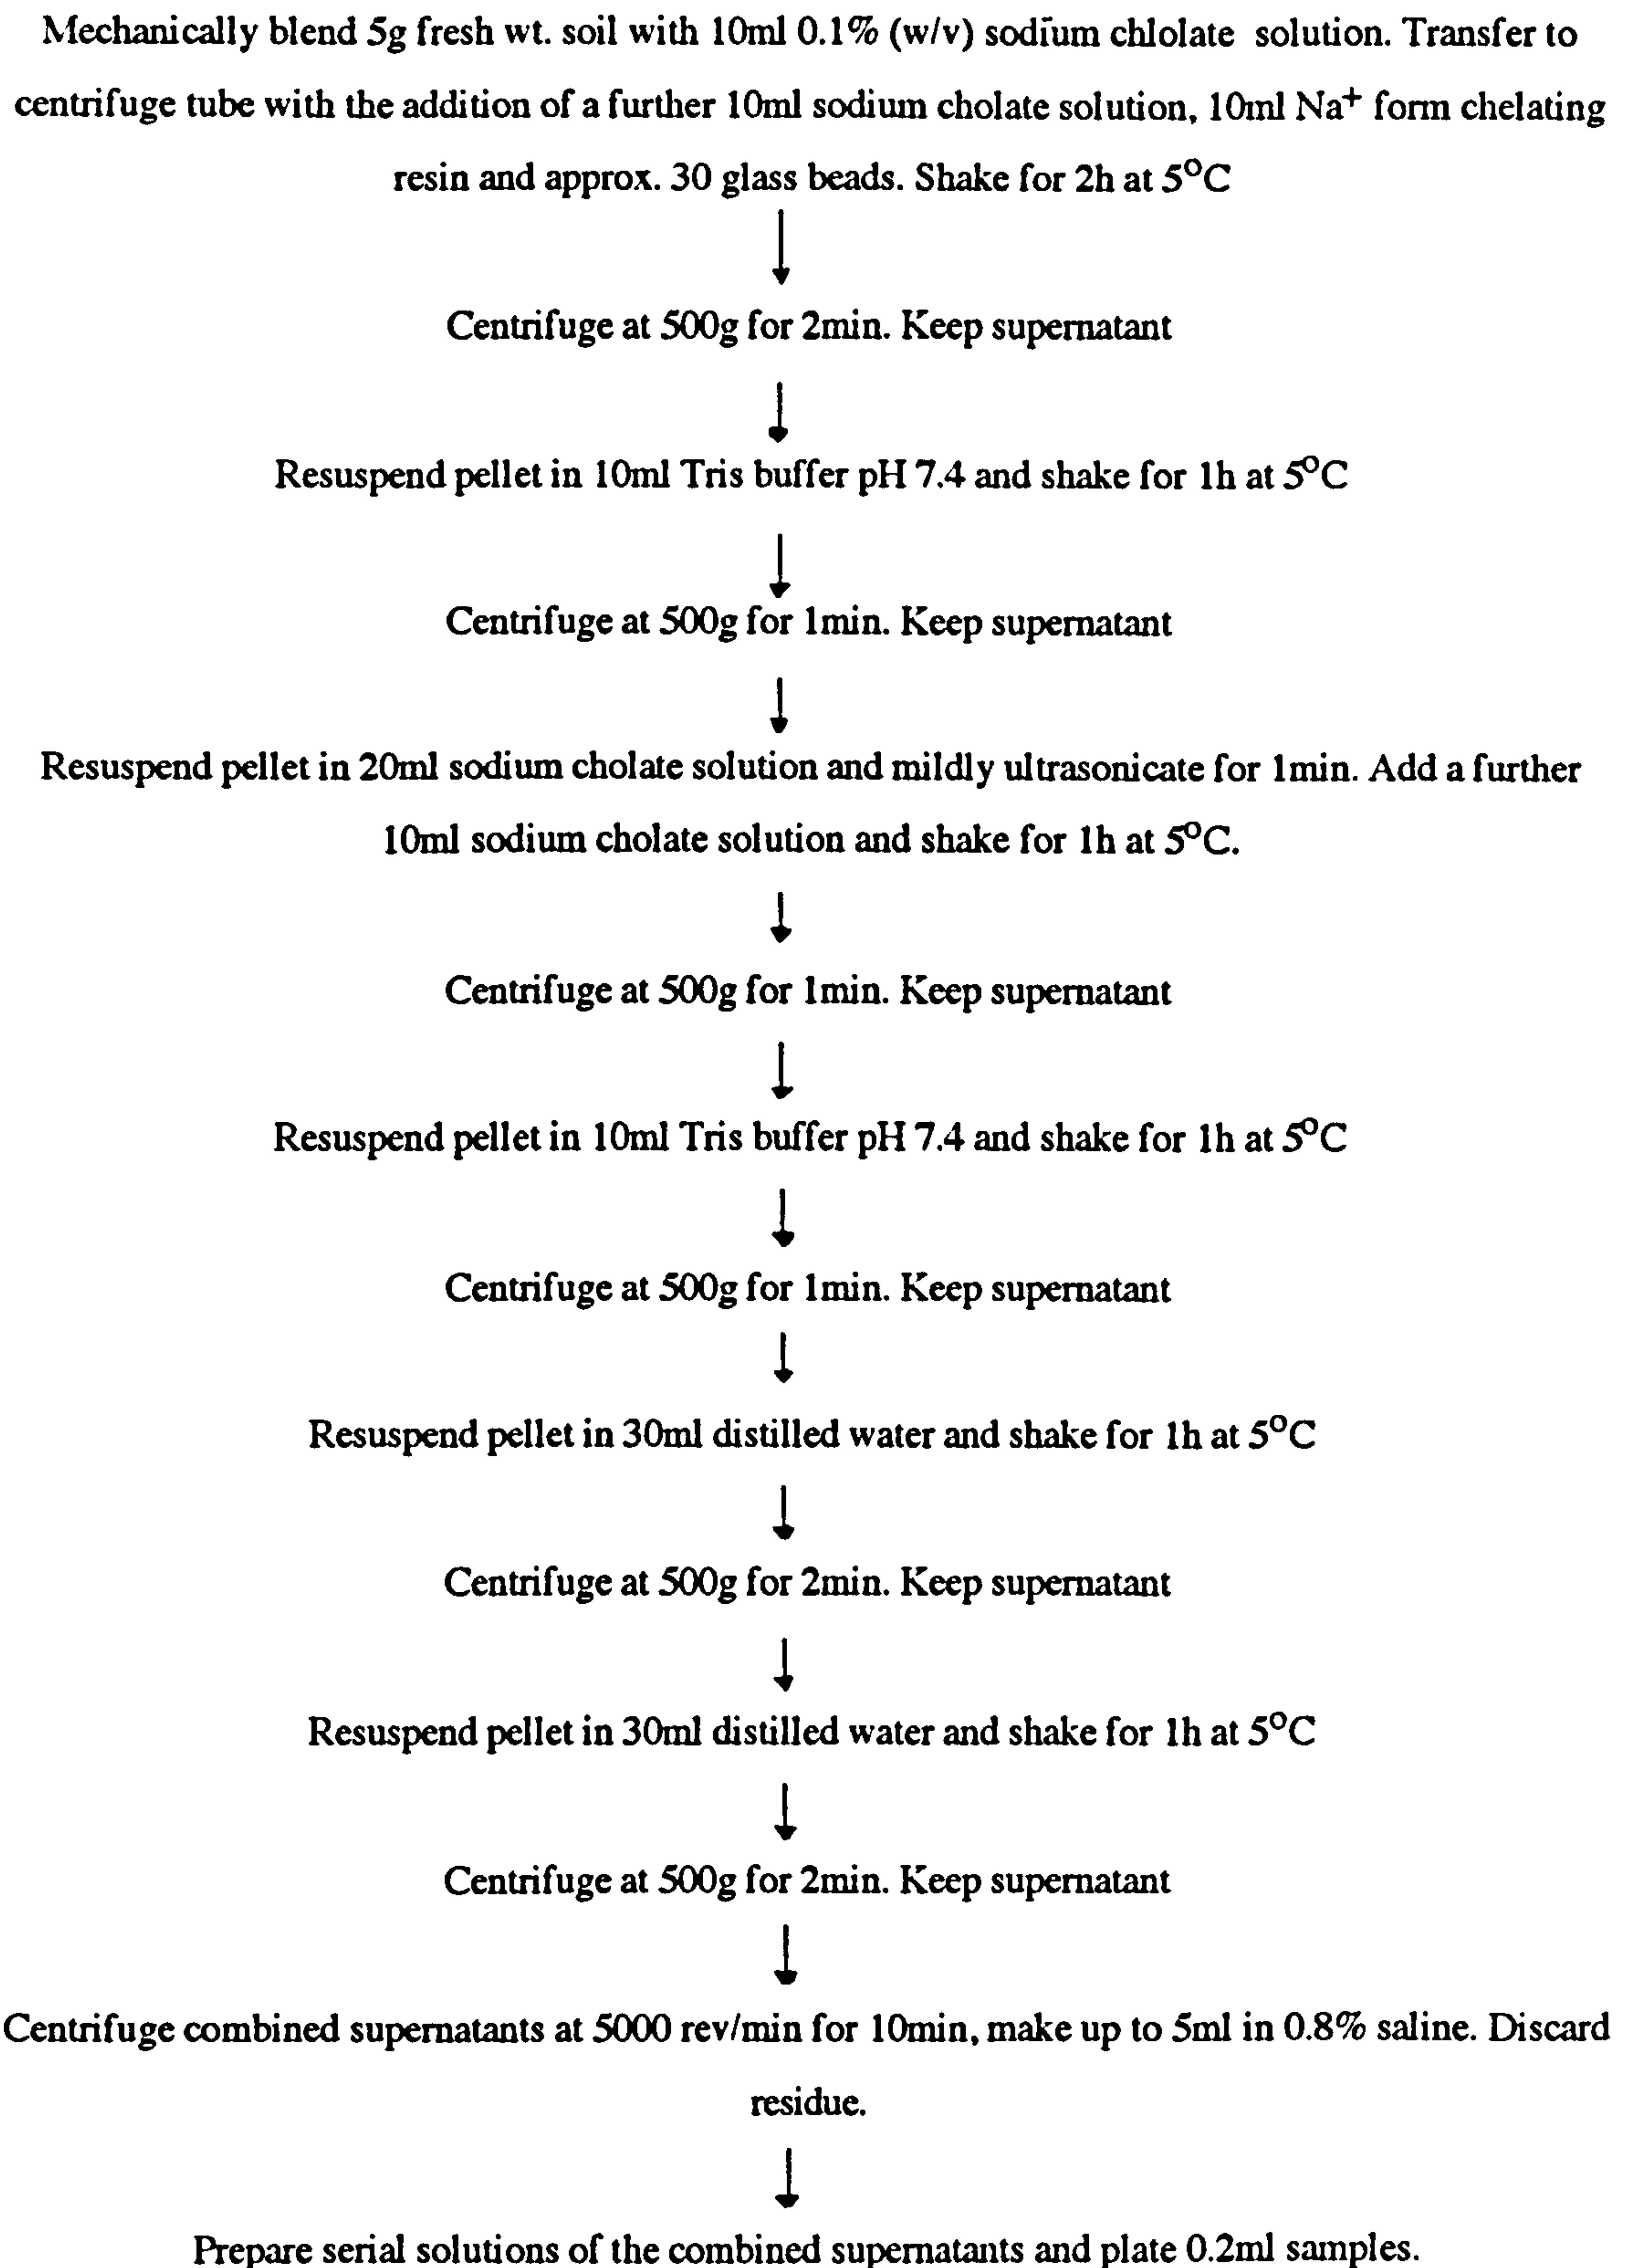 Mechanically blend 5g fresh wt. soil with 10ml 0.1% (w/v) sodium chlolate solution. Transfer to
centrifuge tube with the addition of a further 10ml sodium cholate solution, 10ml Na⁺ form chelating
resin and approx. 30 glass beads. Shake for 2h at 5°C
Centrifuge at 500g for 2min. Keep supernatant
Resuspend pellet in 10ml Tris buffer pH 7.4 and shake for 1h at 5°C
Centrifuge at 500g for 1min. Keep supernatant
Resuspend pellet in 20ml sodium cholate solution and mildly ultrasonicate for 1min. Add a further
10ml sodium cholate solution and shake for 1h at 5°C.
Centrifuge at 500g for 1min. Keep supernatant
Resuspend pellet in 10ml Tris buffer pH 7.4 and shake for 1h at 5°C
Centrifuge at 500g for 1min. Keep supernatant
Resuspend pellet in 30ml distilled water and shake for 1h at 5°C
Centrifuge at 500g for 2min. Keep supernatant
Resuspend pellet in 30ml distilled water and shake for 1h at 5°C
Centrifuge at 500g for 2min. Keep supernatant
Centrifuge combined supernatants at 5000 rev/min for 10min, make up to 5ml in 0.8% saline. Discard
residue.
Prepare serial solutions of the combined supernatants and plate 0.2ml samples.